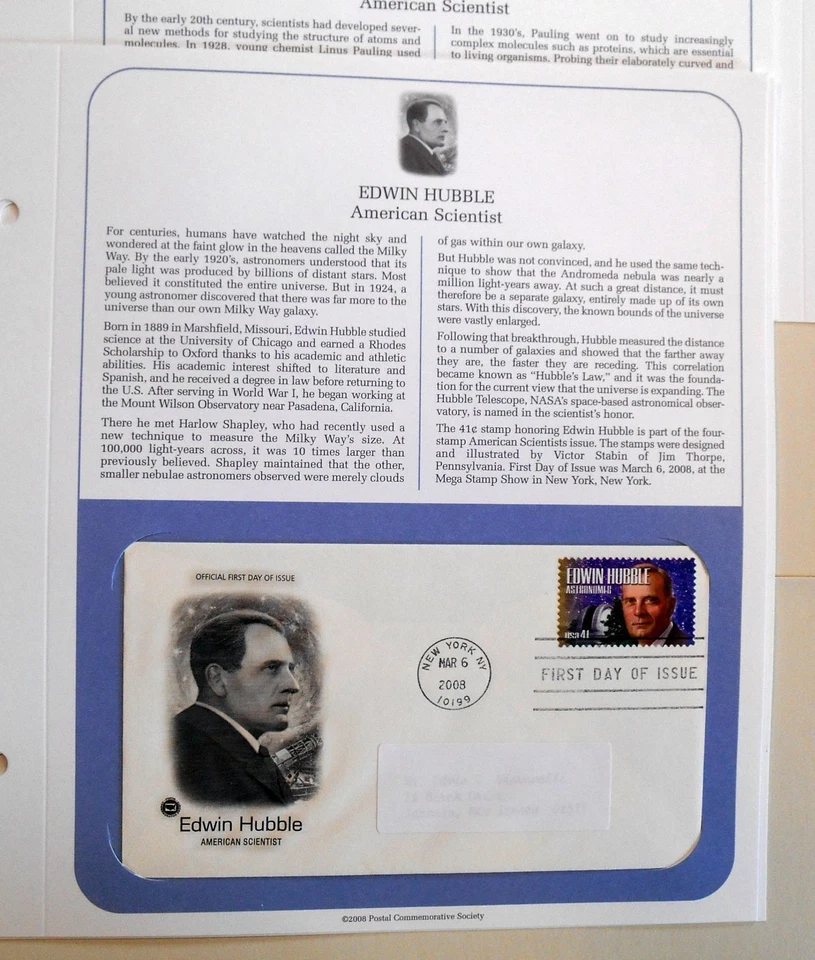 American Scientist
By the early 20th century, scientists had developed sever-
al new methods for studying the structure of atoms and
molecules. In 1928, young chemist Linus Pauling used
In the 1930's, Pauling went on to study increasingly
complex molecules such as proteins, which are essential
to living organisms. Probing their elaborately curved and
EDWIN HUBBLE
American Scientist
For centuries, humans have watched the night sky and
wondered at the faint glow in the heavens called the Milky
Way. By the early 1920's, astronomers understood that its
pale light was produced by billions of distant stars. Most
believed it constituted the entire universe. But in 1924, a
young astronomer discovered that there was far more to the
universe than our own Milky Way galaxy.
Born in 1889 in Marshfield, Missouri, Edwin Hubble studied
science at the University of Chicago and earned a Rhodes
Scholarship to Oxford thanks to his academic and athletic
abilities. His academic interest shifted to literature and
Spanish, and he received a degree in law before returning to
the U.S. After serving in World War I, he began working at
the Mount Wilson Observatory near Pasadena, California.
There he met Harlow Shapley, who had recently used a
new technique to measure the Milky Way's size. At
100,000 light-years across, it was 10 times larger than
previously believed. Shapley maintained that the other,
smaller nebulae astronomers observed were merely clouds
of gas within our own galaxy.
But Hubble was not convinced, and he used the same tech-
nique to show that the Andromeda nebula was nearly a
million light-years away. At such a great distance, it must
therefore be a separate galaxy, entirely made up of its own
stars. With this discovery, the known bounds of the universe
were vastly enlarged.
Following that breakthrough, Hubble measured the distance
to a number of galaxies and showed that the farther away
they are, the faster they are receding. This correlation
became known as "Hubble's Law," and it was the founda-
tion for the current view that the universe is expanding. The
Hubble Telescope, NASA's space-based astronomical obser-
vatory, is named in the scientist's honor.
The 41¢ stamp honoring Edwin Hubble is part of the four-
stamp American Scientists issue. The stamps were designed
and illustrated by Victor Stabin of Jim Thorpe,
Pennsylvania. First Day of Issue was March 6, 2008, at the
Mega Stamp Show in New York, New York.
OFFICIAL FIRST DAY OF ISSUE
EDWIN HUBBLE
ASTRONOMER
USA 41
NEW YORK NY
MAR 6
2008
10199
FIRST DAY OF ISSUE
Edwin Hubble
AMERICAN SCIENTIST
©2008 Postal Commemorative Society